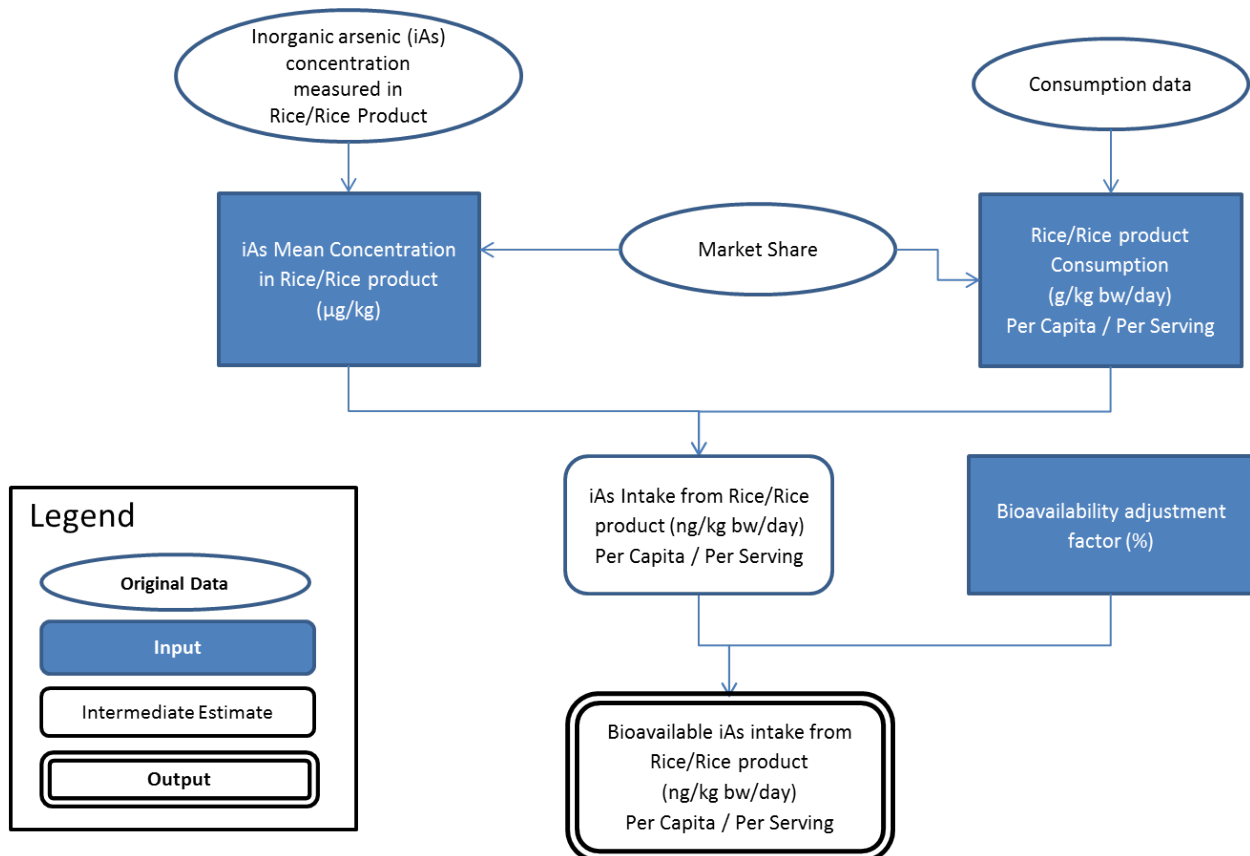 Inorganic arsenic (iAs)
concentration
measured in
Rice/Rice Product
Consumption data
iAs Mean Concentration
in Rice/Rice product
(µg/kg)
Market Share
Rice/Rice product
Consumption
(g/kg bw/day)
Per Capita / Per Serving
iAs Intake from Rice/Rice
product (ng/kg bw/day)
Per Capita / Per Serving
Bioavailability adjustment
factor (%)
Legend
Original Data
Input
Intermediate Estimate
Output
Bioavailable iAs intake from
Rice/Rice product
(ng/kg bw/day)
Per Capita / Per Serving